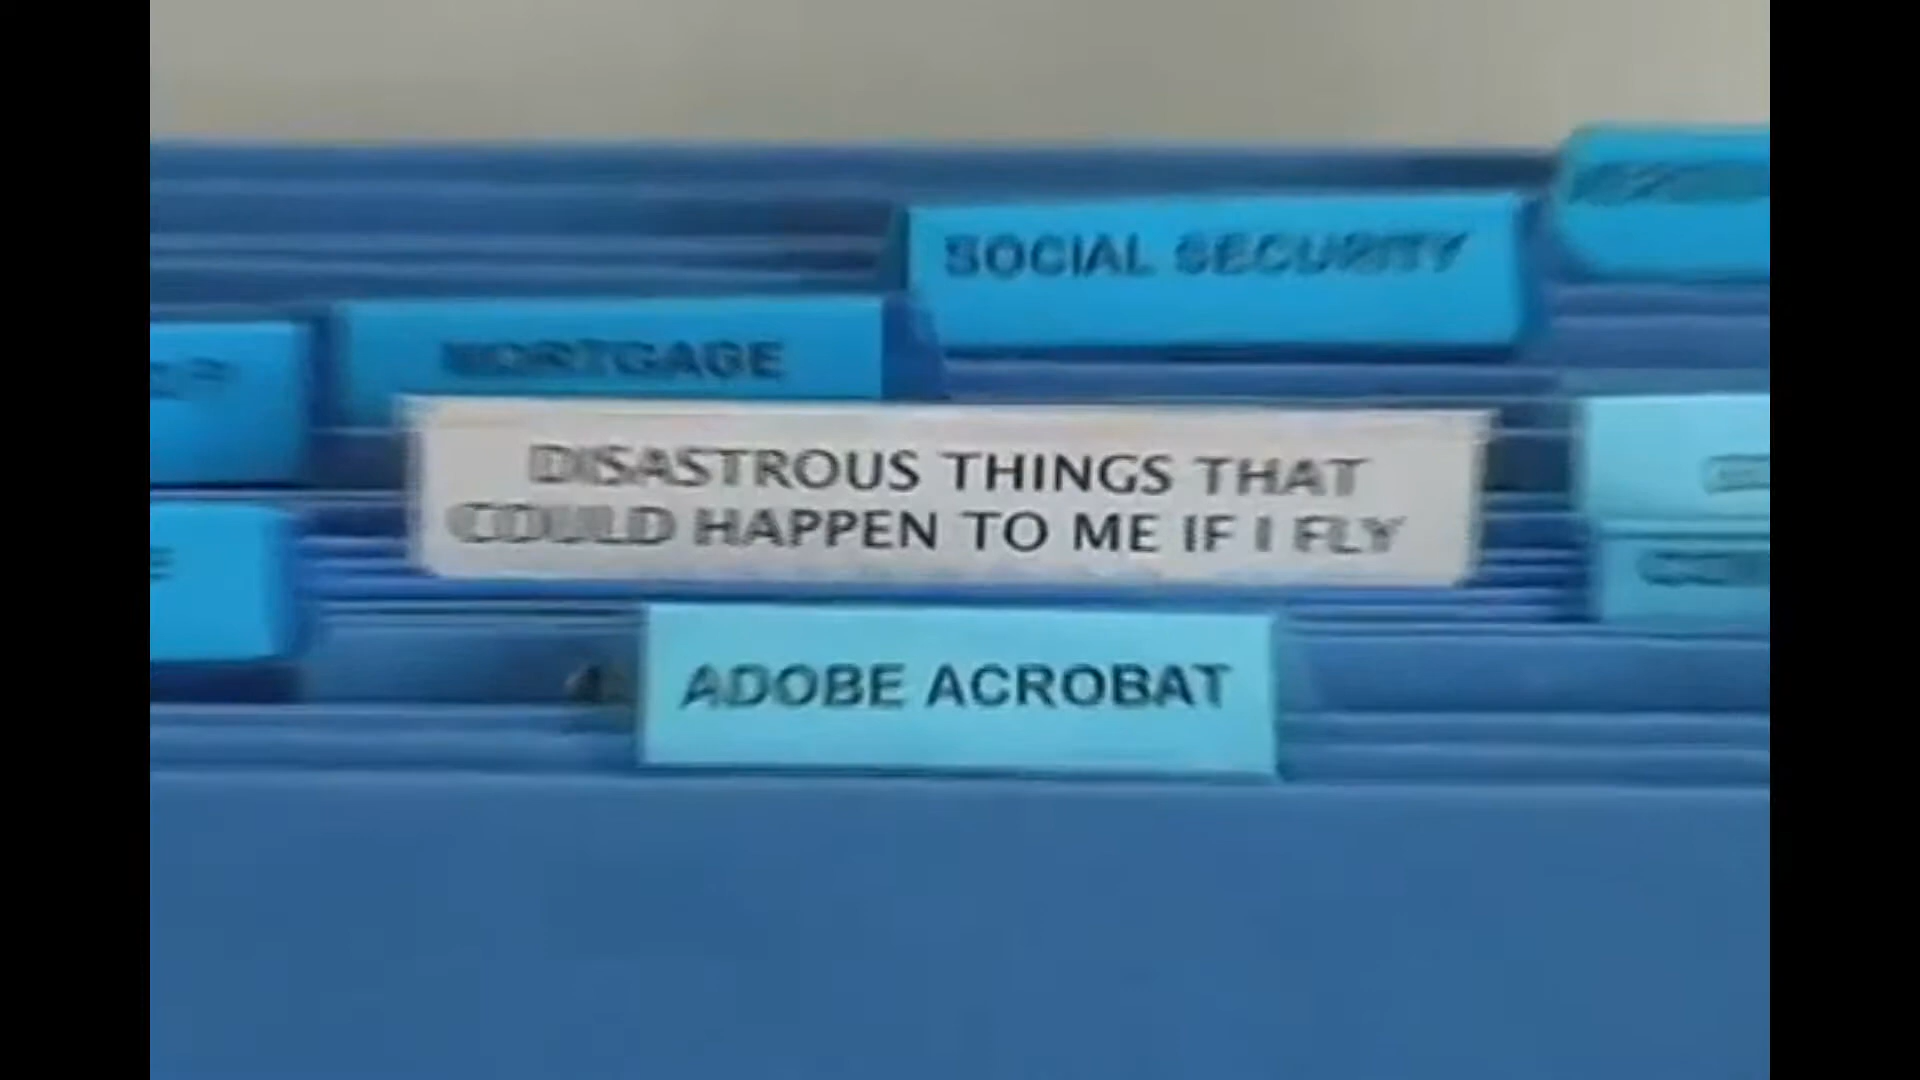 SOCIAL SECURITY
MORTGAGE
DISASTROUS THINGS THAT
COULD HAPPEN TO ME IF I FLY
ADOBE ACROBAT